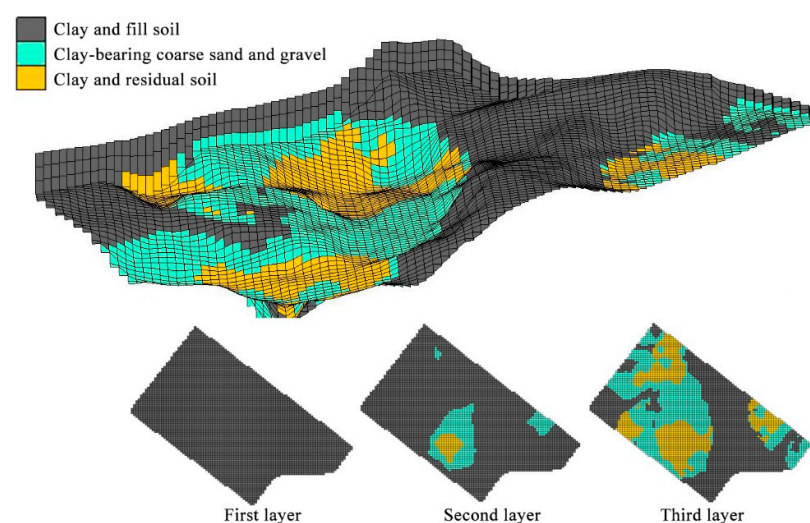 Clay and fill soil
Clay-bearing coarse sand and gravel
Clay and residual soil
First layer
Second layer
Third layer